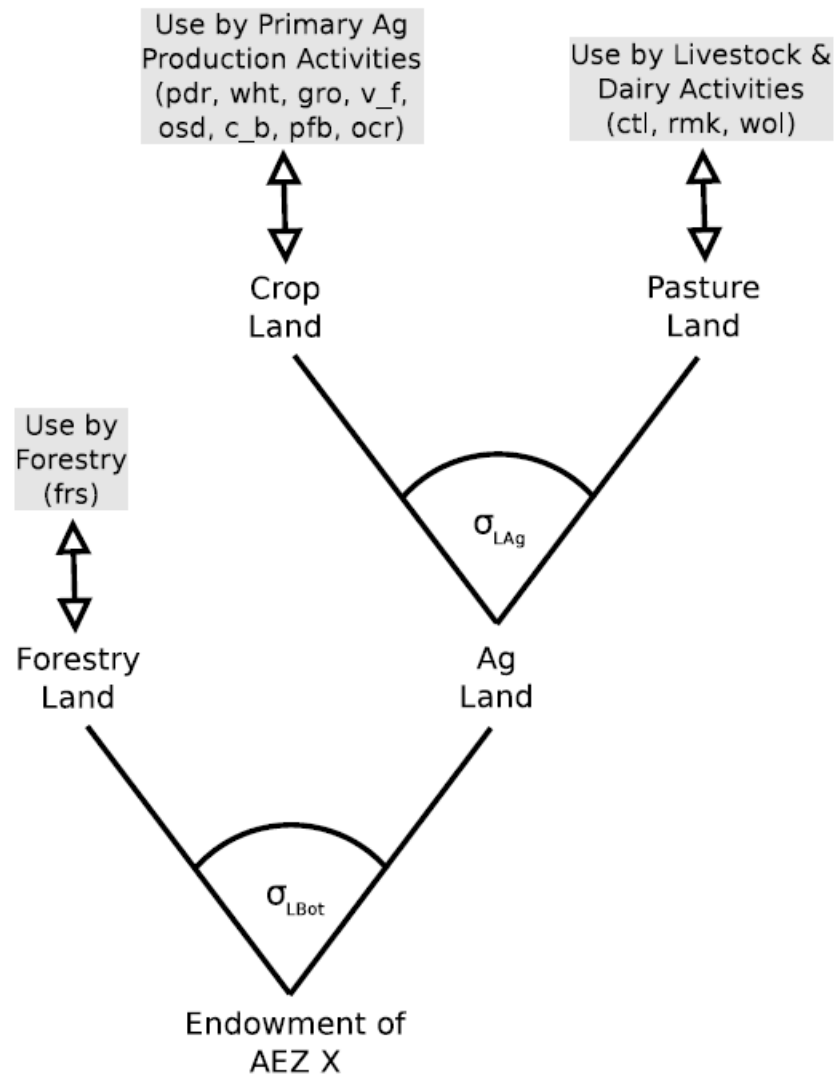 Use by Primary Ag
Production Activities
(pdr, wht, gro, v_f,
osd, c_b, pfb, ocr)
Use by Livestock &
Dairy Activities
(ctl, rmk, wol)
Crop
Land
Pasture
Land
Use by
Forestry
(frs)
σLAg
Forestry
Land
Ag
Land
σLBot
Endowment of
AEZ X